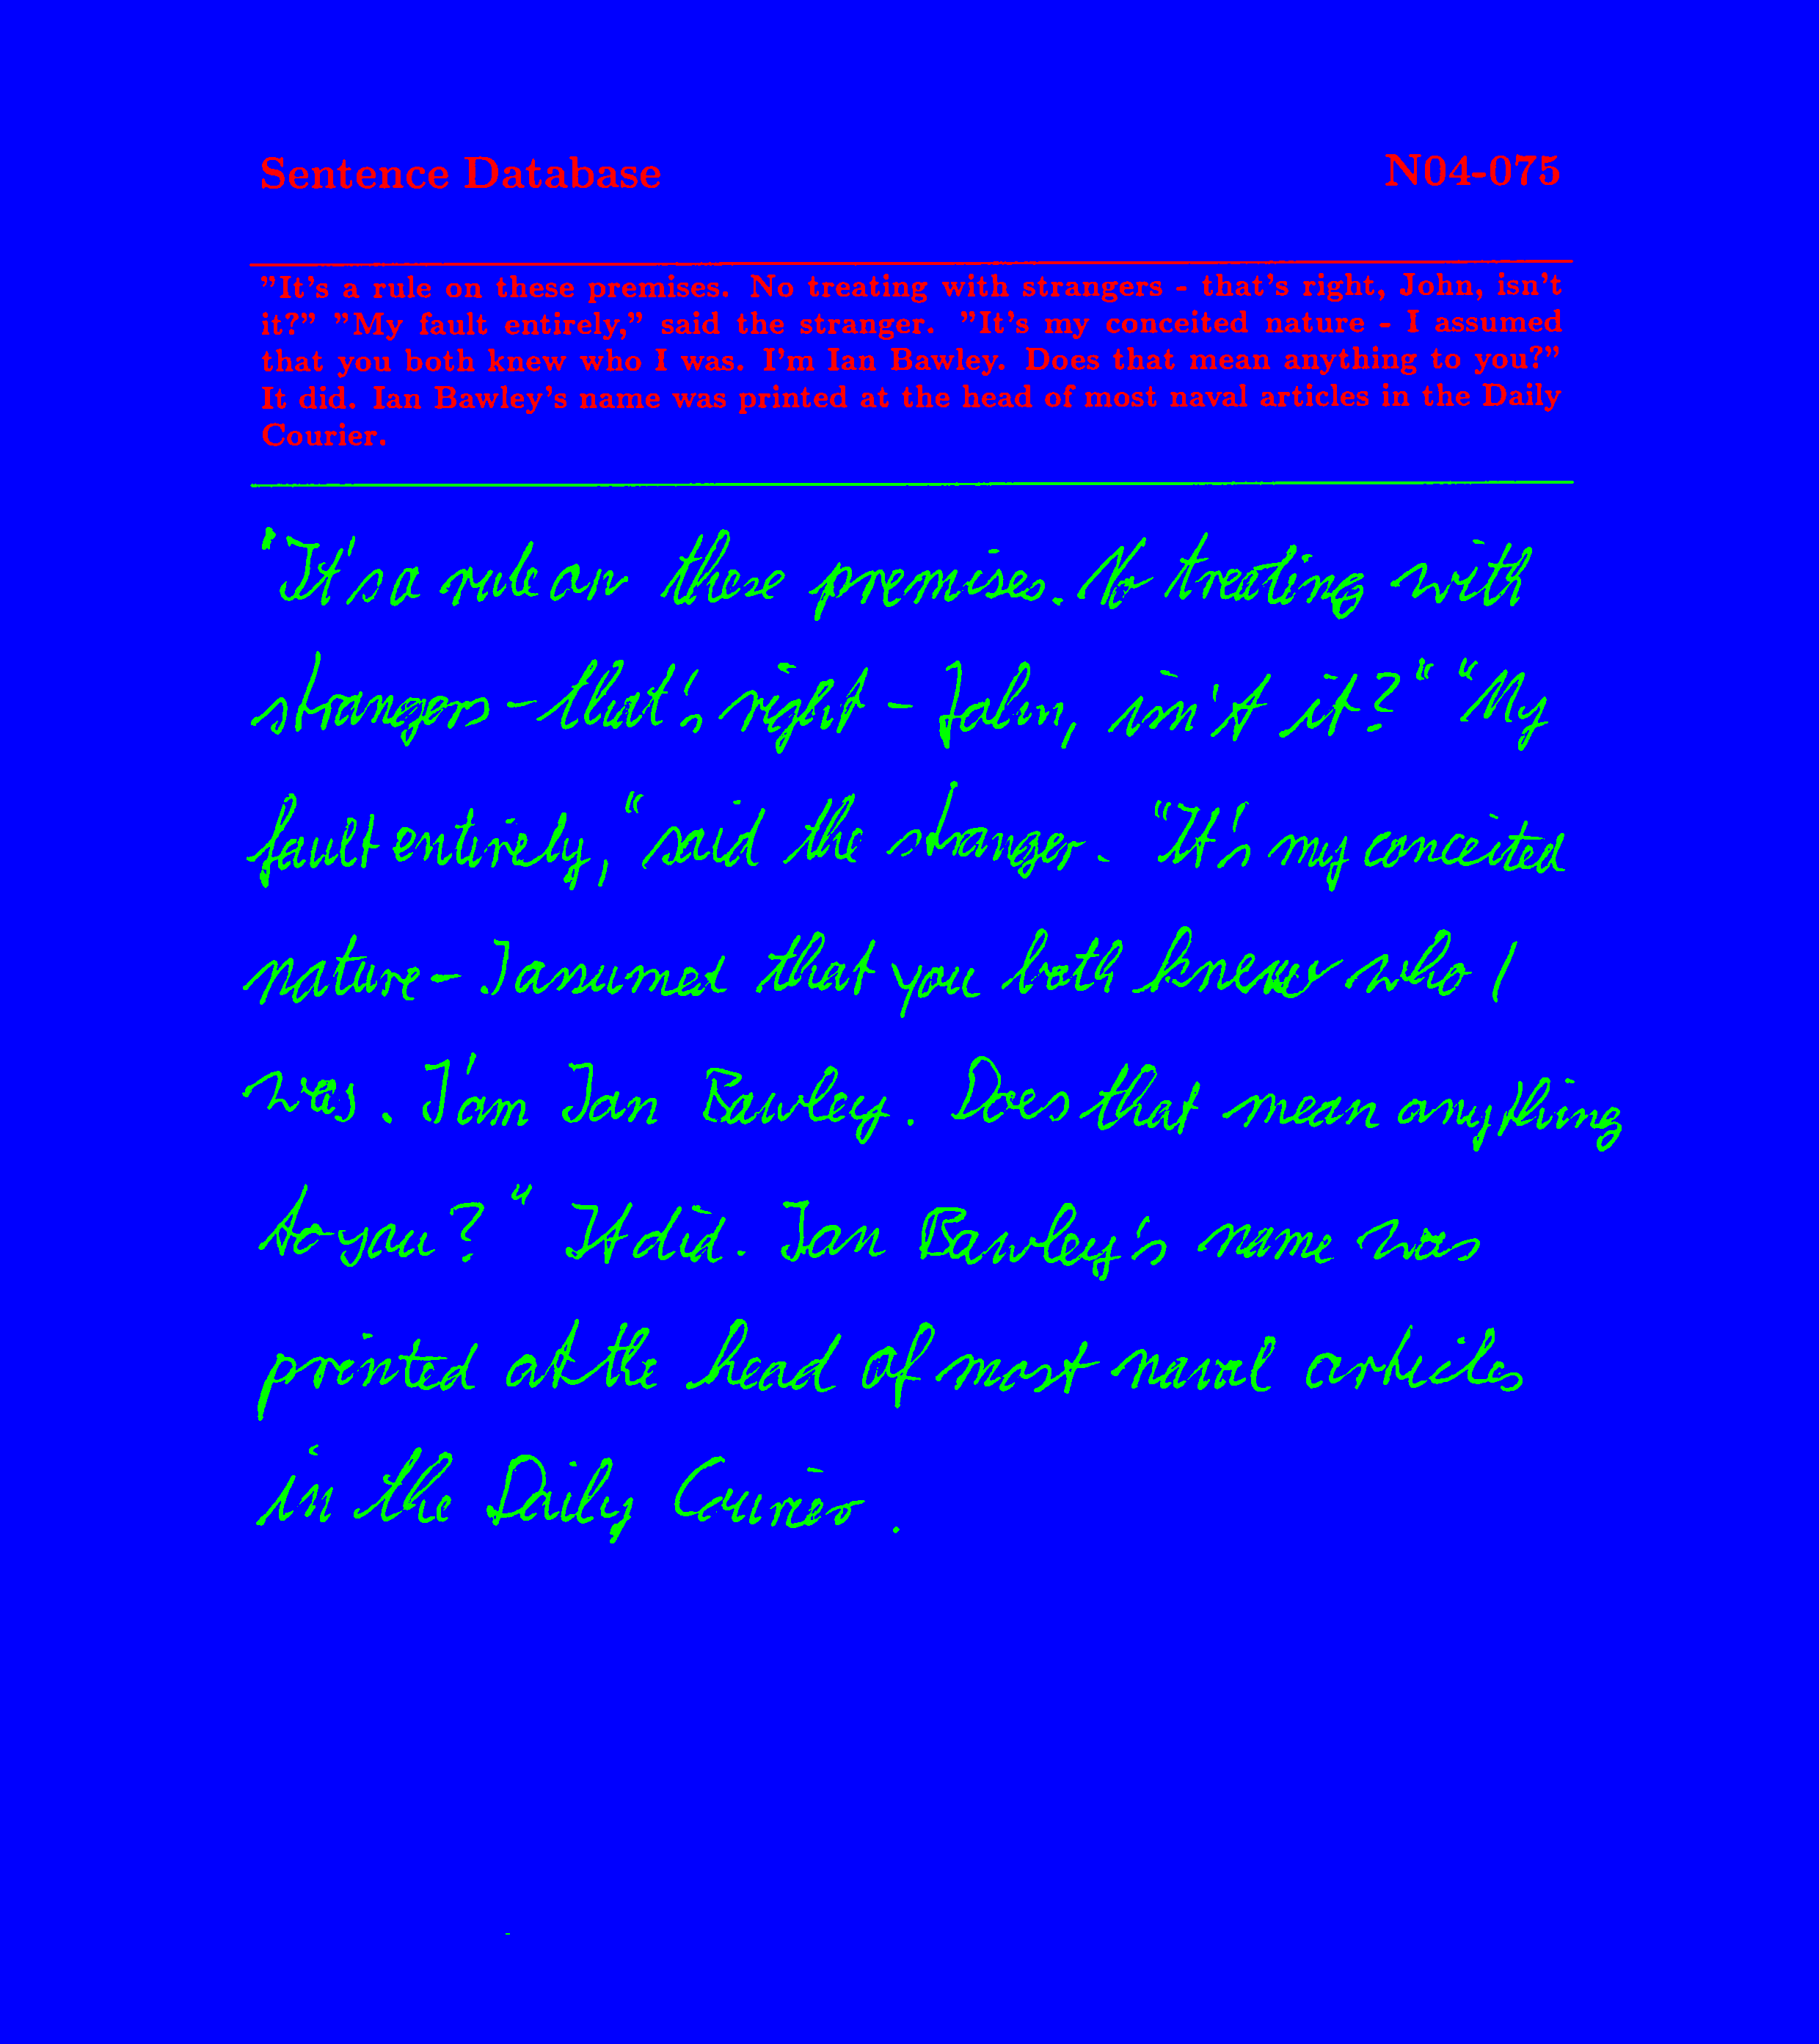 Sentence Database N04-075
"It's a rule on these premises. No treating with strangers - that's right, John, isn't
it?" "My fault entirely," said the stranger. "It's my conceited nature - I assumed
that you both knew who I was. I'm Ian Bawley. Does that mean anything to you?"
It did. Ian Bawley's name was printed at the head of most naval articles in the Daily
Courier.
"It's a rule on these premises. No treating with
strangers - that's right - John, isn't it?" "My
fault entirely," said the stranger. "It's my conceited
nature - I assumed that you both knew who I
was. I'am Ian Bawley. Does that mean anything
to you?" It did. Ian Bawley's name was
printed at the head of most naval articles
in the Daily Courier.